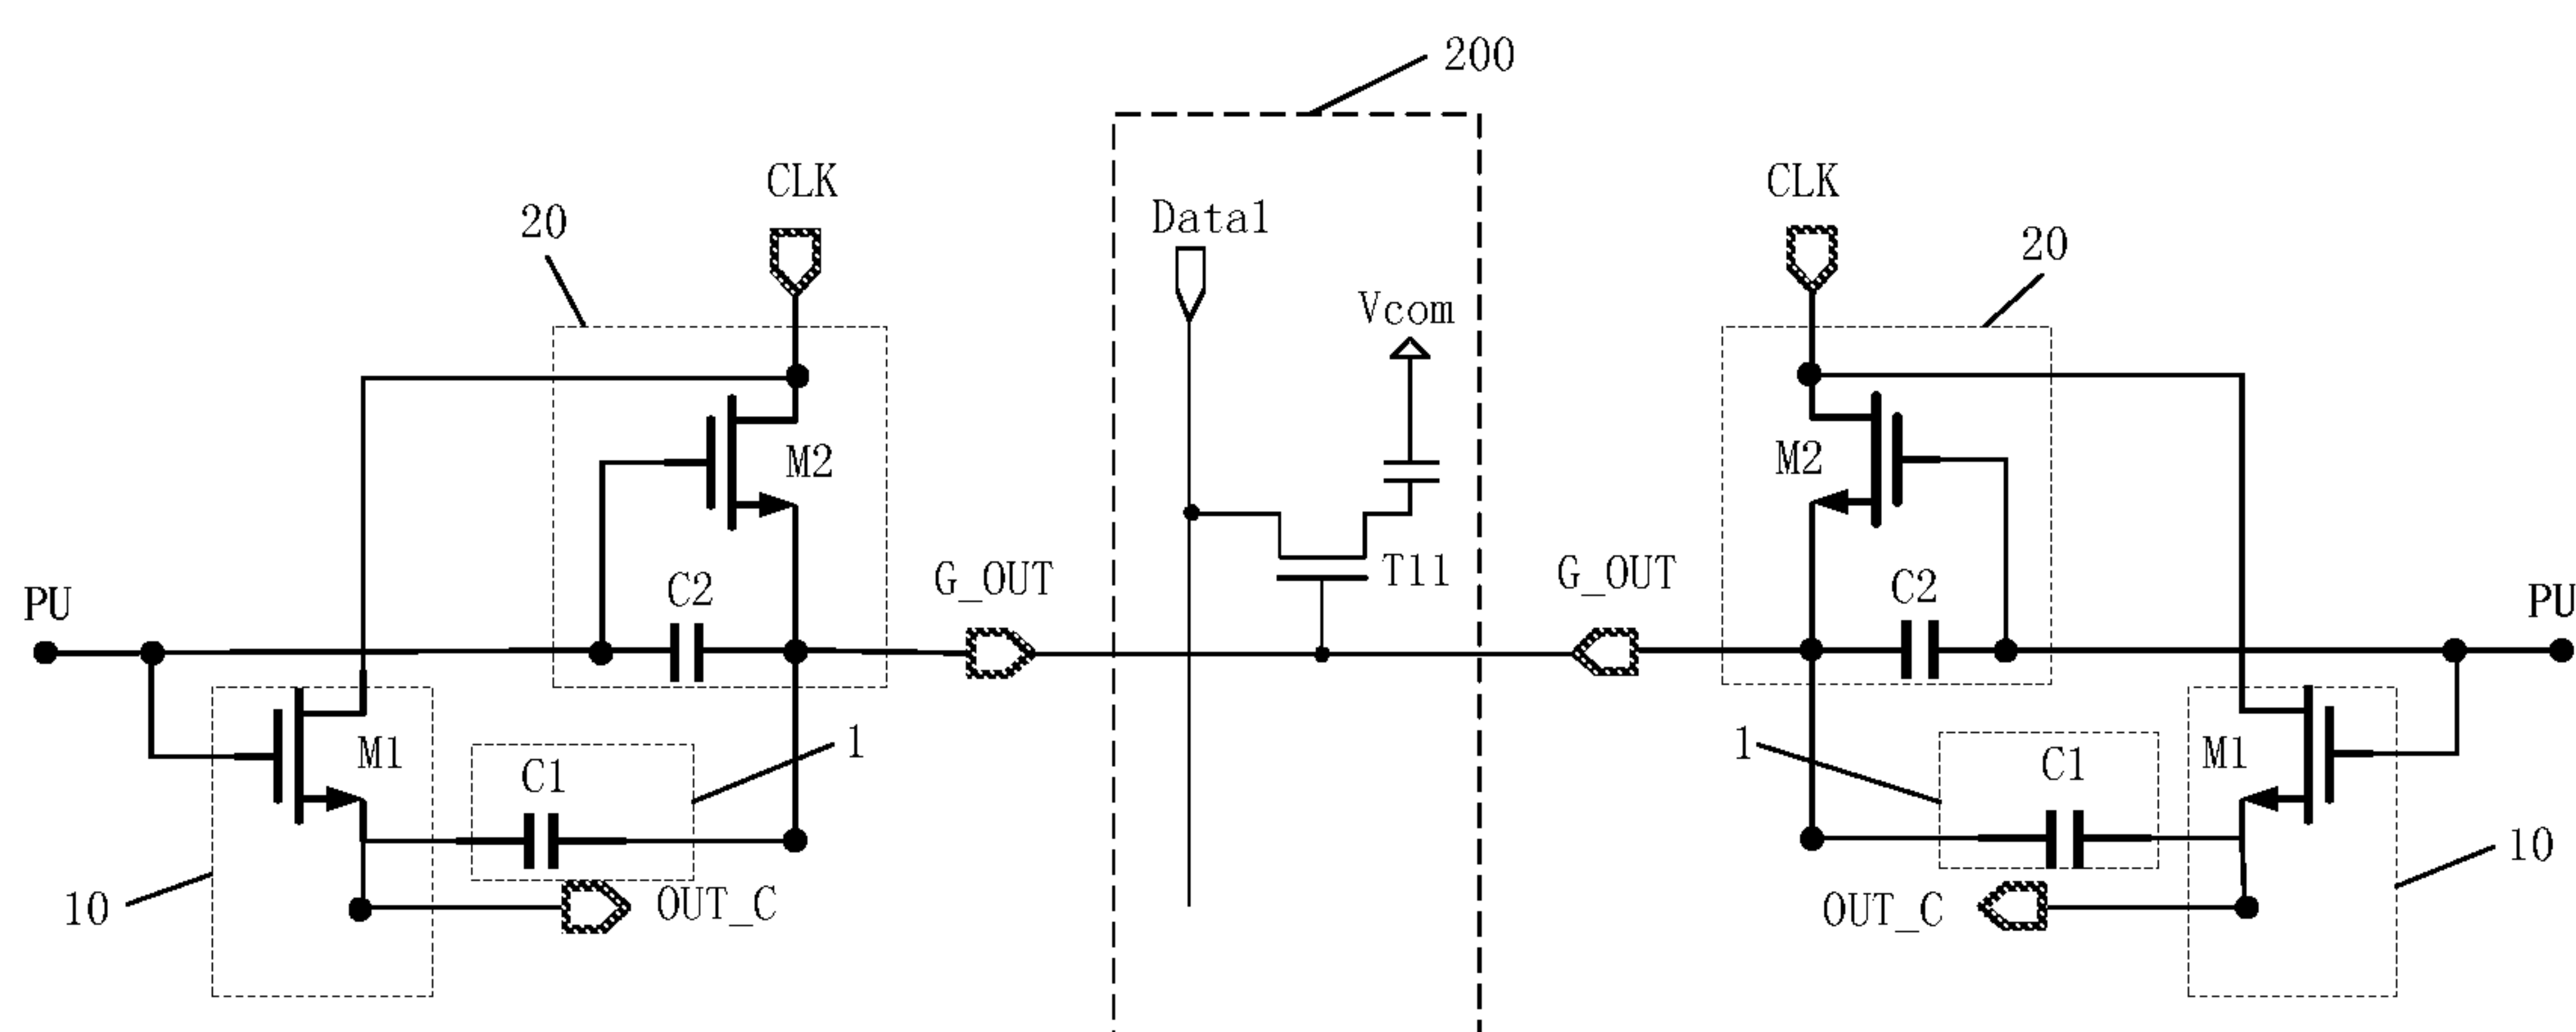 200
CLK
CLK
20
Data1
20
Vcom
M2
M2
T11
PU
C2
G_OUT
G_OUT
C2
PU
M1
C1
1
1
C1
M1
10
OUT_C
OUT_C
10